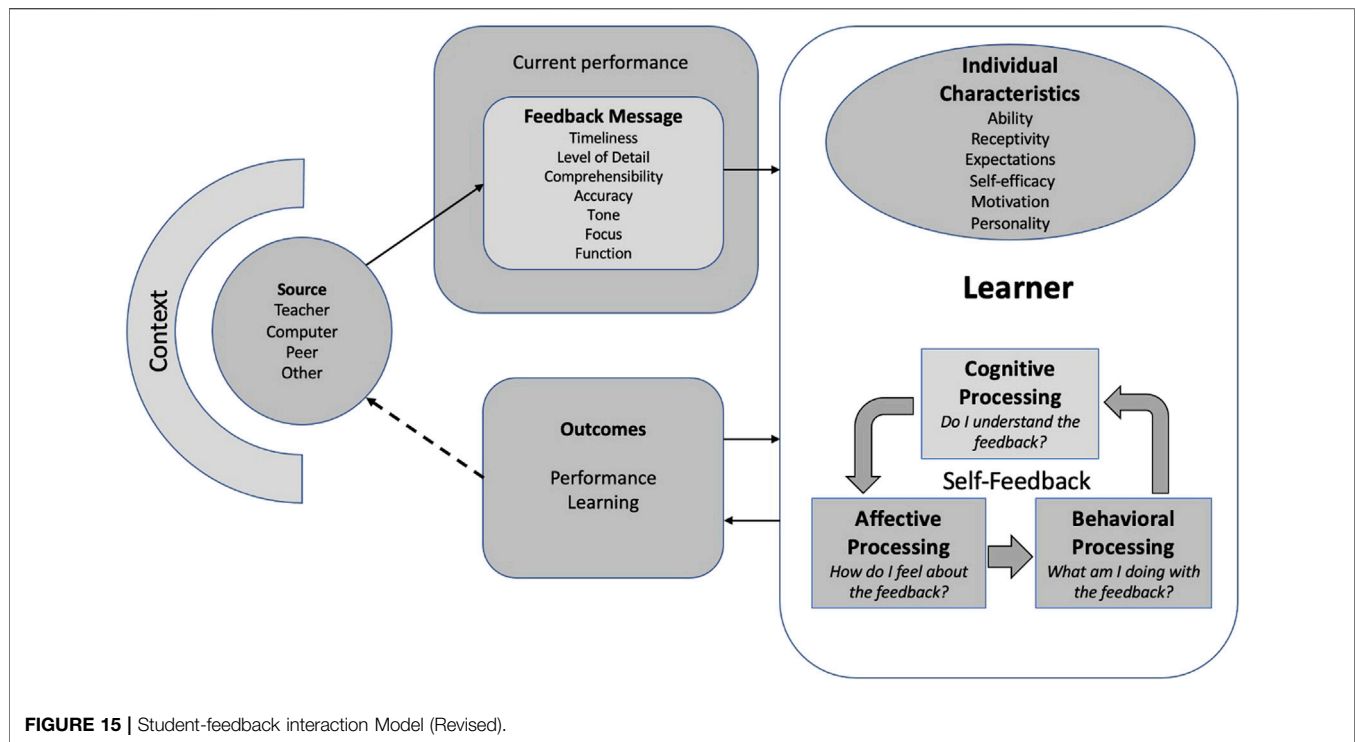 Context
Source
Teacher
Computer
Peer
Other
Current performance
Feedback Message
Timeliness
Level of Detail
Comprehensibility
Accuracy
Tone
Focus
Function
Outcomes
Performance
Learning
Individual
Characteristics
Ability
Receptivity
Expectations
Self-efficacy
Motivation
Personality
Learner
Cognitive
Processing
Do I understand the
feedback?
Self-Feedback
Affective
Processing
How do I feel about
the feedback?
Behavioral
Processing
What am I doing with
the feedback?
FIGURE 15 | Student-feedback interaction Model (Revised).